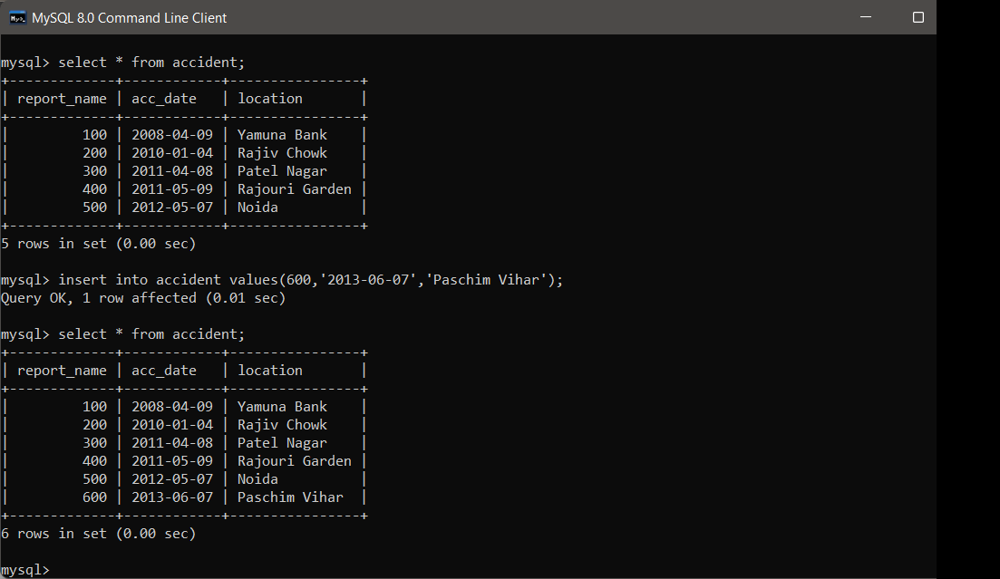 MySQL 8.0 Command Line Client
mysql> select * from accident;
+-------------+------------+----------------+
| report_name | acc_date   | location       |
+-------------+------------+----------------+
|         100 | 2008-04-09 | Yamuna Bank    |
|         200 | 2010-01-04 | Rajiv Chowk    |
|         300 | 2011-04-08 | Patel Nagar    |
|         400 | 2011-05-09 | Rajouri Garden |
|         500 | 2012-05-07 | Noida          |
+-------------+------------+----------------+
5 rows in set (0.00 sec)
mysql> insert into accident values(600,'2013-06-07','Paschim Vihar');
Query OK, 1 row affected (0.01 sec)
mysql> select * from accident;
+-------------+------------+----------------+
| report_name | acc_date   | location       |
+-------------+------------+----------------+
|         100 | 2008-04-09 | Yamuna Bank    |
|         200 | 2010-01-04 | Rajiv Chowk    |
|         300 | 2011-04-08 | Patel Nagar    |
|         400 | 2011-05-09 | Rajouri Garden |
|         500 | 2012-05-07 | Noida          |
|         600 | 2013-06-07 | Paschim Vihar  |
+-------------+------------+----------------+
6 rows in set (0.00 sec)
mysql>